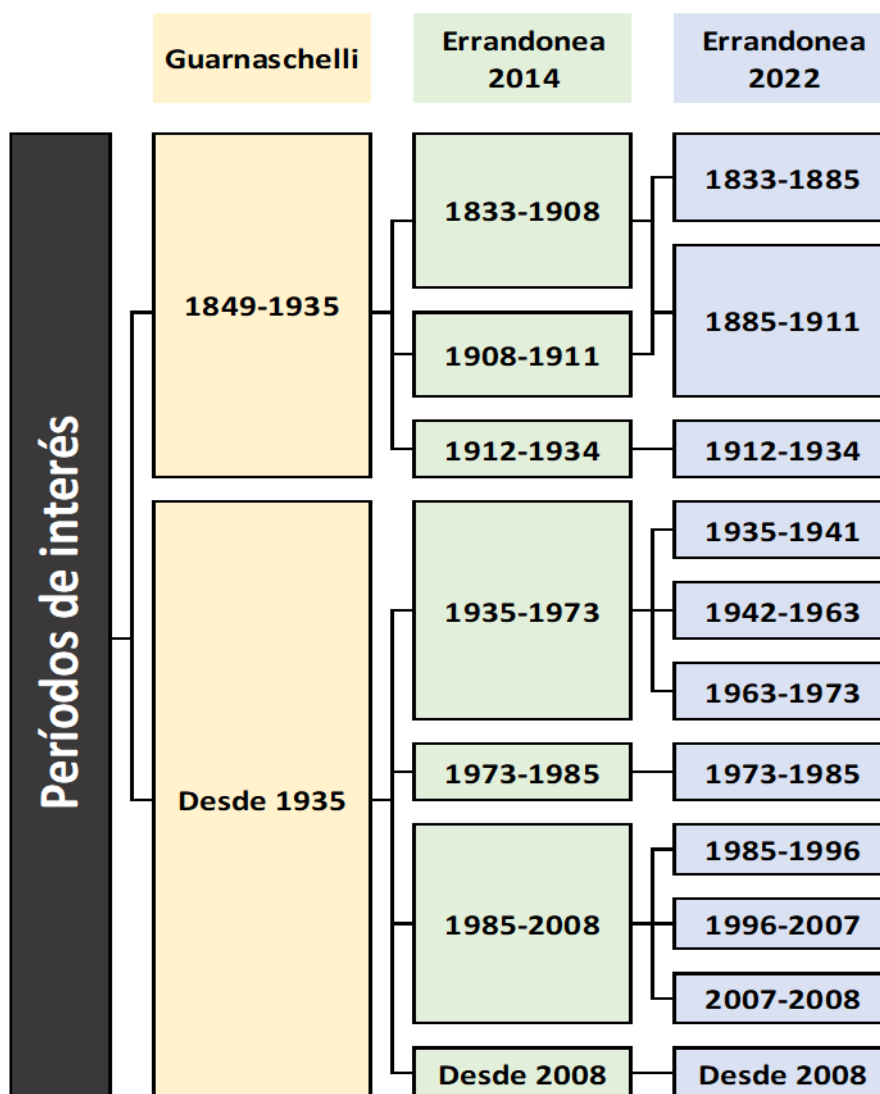 Guarnaschelli
Errandonea
2014
Errandonea
2022
Períodos de interés
1849-1935
1833-1908
1833-1885
1885-1911
1908-1911
1912-1934
1912-1934
Desde 1935
1935-1973
1935-1941
1942-1963
1963-1973
1973-1985
1973-1985
1985-2008
1985-1996
1996-2007
2007-2008
Desde 2008
Desde 2008